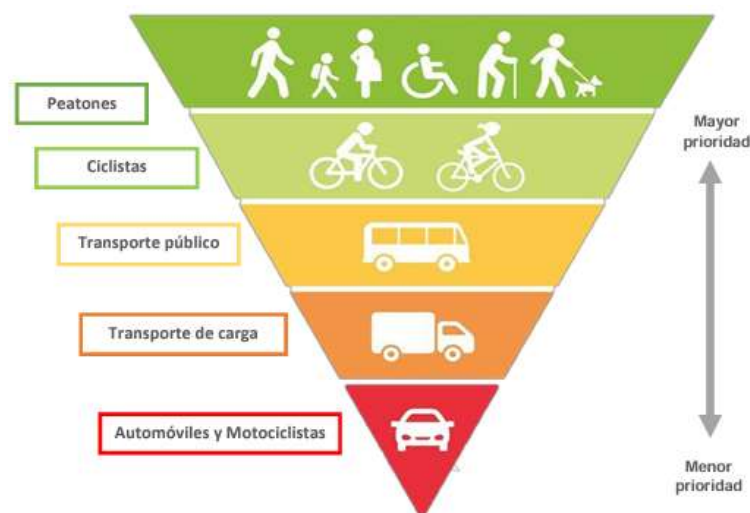 Peatones
Mayor
prioridad
Ciclistas
Transporte público
Transporte de carga
Automóviles y Motociclistas
Menor
prioridad